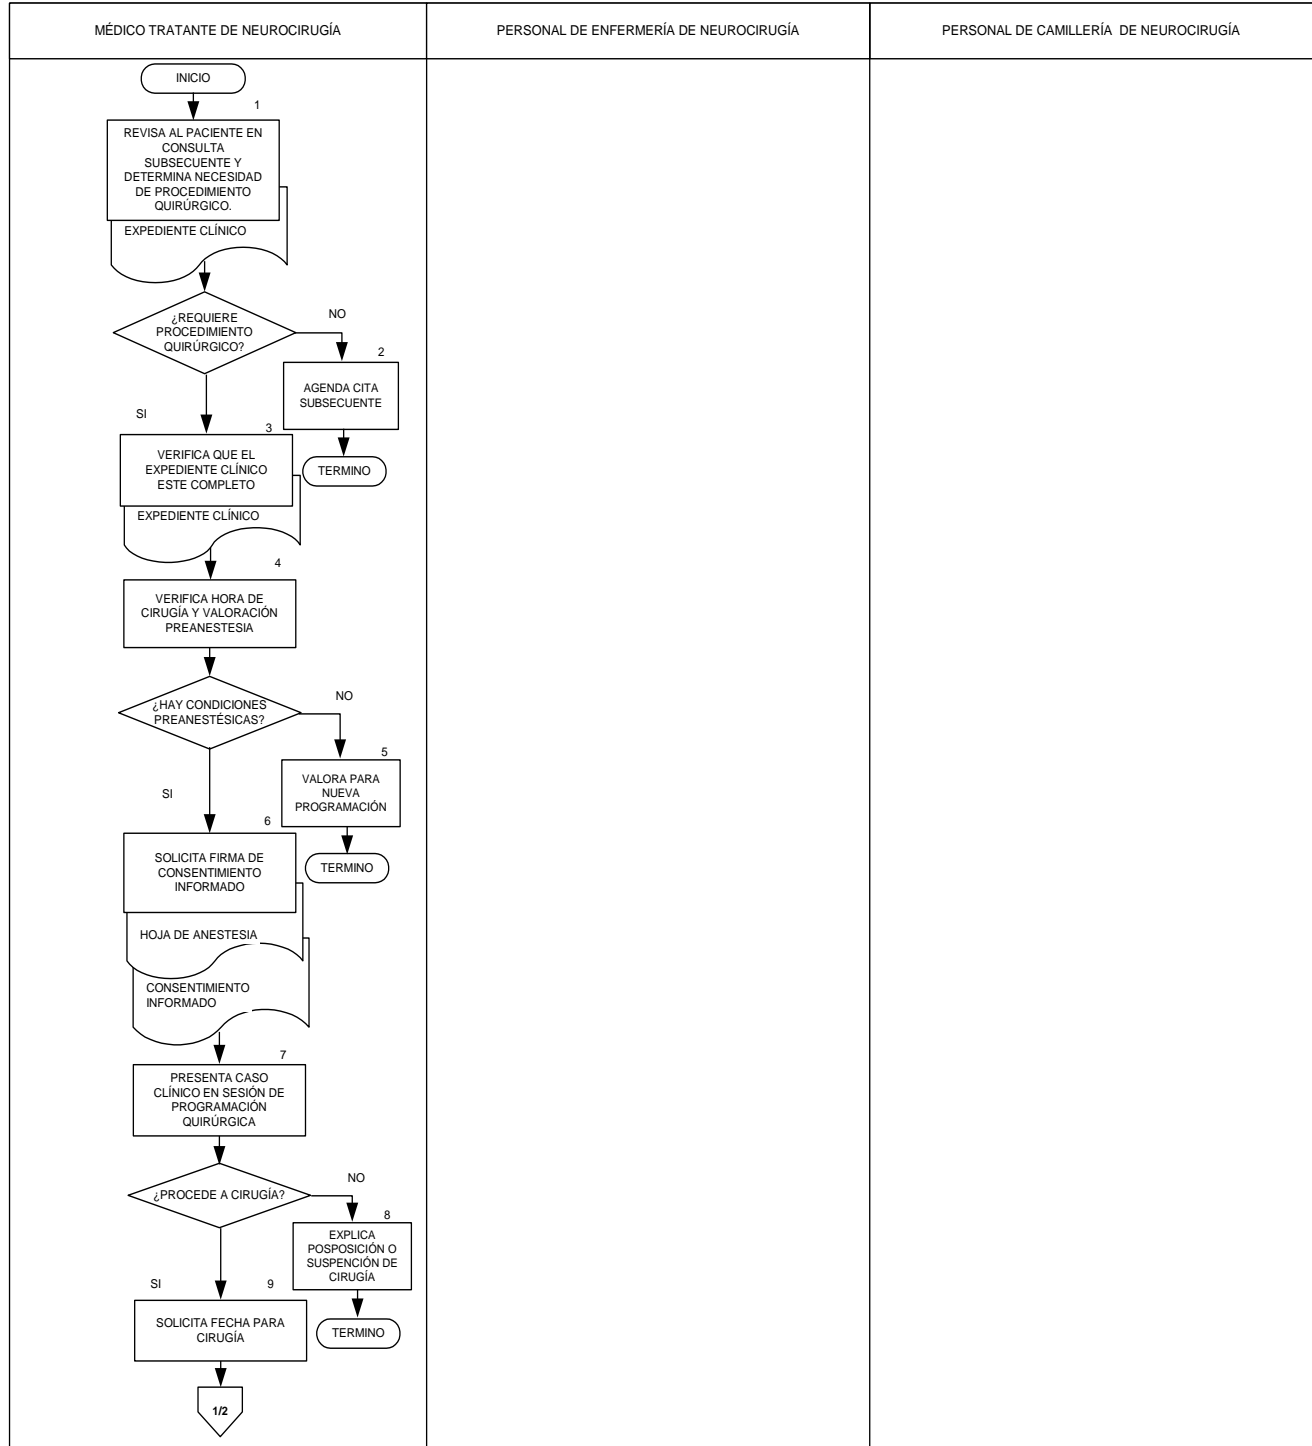 MÉDICO TRATANTE DE NEUROCIRUGÍA
PERSONAL DE ENFERMERÍA DE NEUROCIRUGÍA
PERSONAL DE CAMILLERÍA DE NEUROCIRUGÍA
INICIO
1
REVISA AL PACIENTE EN
CONSULTA
SUBSECUENTE Y
DETERMINA NECESIDAD
DE PROCEDIMIENTO
QUIRÚRGICO.
EXPEDIENTE CLÍNICO
¿REQUIERE
PROCEDIMIENTO
QUIRÚRGICO?
NO
2
AGENDA CITA
SUBSECUENTE
TERMINO
SI
3
VERIFICA QUE EL
EXPEDIENTE CLÍNICO
ESTE COMPLETO
EXPEDIENTE CLÍNICO
4
VERIFICA HORA DE
CIRUGÍA Y VALORACIÓN
PREANESTESIA
¿HAY CONDICIONES
PREANESTÉSICAS?
NO
5
VALORA PARA
NUEVA
PROGRAMACIÓN
TERMINO
SI
6
SOLICITA FIRMA DE
CONSENTIMIENTO
INFORMADO
HOJA DE ANESTESIA
CONSENTIMIENTO
INFORMADO
7
PRESENTA CASO
CLÍNICO EN SESIÓN DE
PROGRAMACIÓN
QUIRÚRGICA
¿PROCEDE A CIRUGÍA?
NO
8
EXPLICA
POSPOSICIÓN O
SUSPENCIÓN DE
CIRUGÍA
TERMINO
SI
9
SOLICITA FECHA PARA
CIRUGÍA
1/2